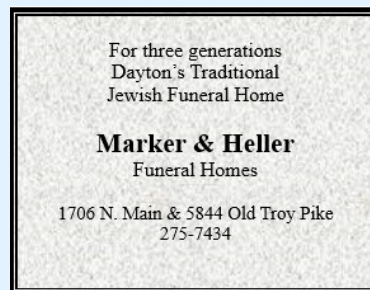 For three generations
Dayton's Traditional
Jewish Funeral Home
Marker & Heller
Funeral Homes
1706 N. Main & 5844 Old Troy Pike
275-7434